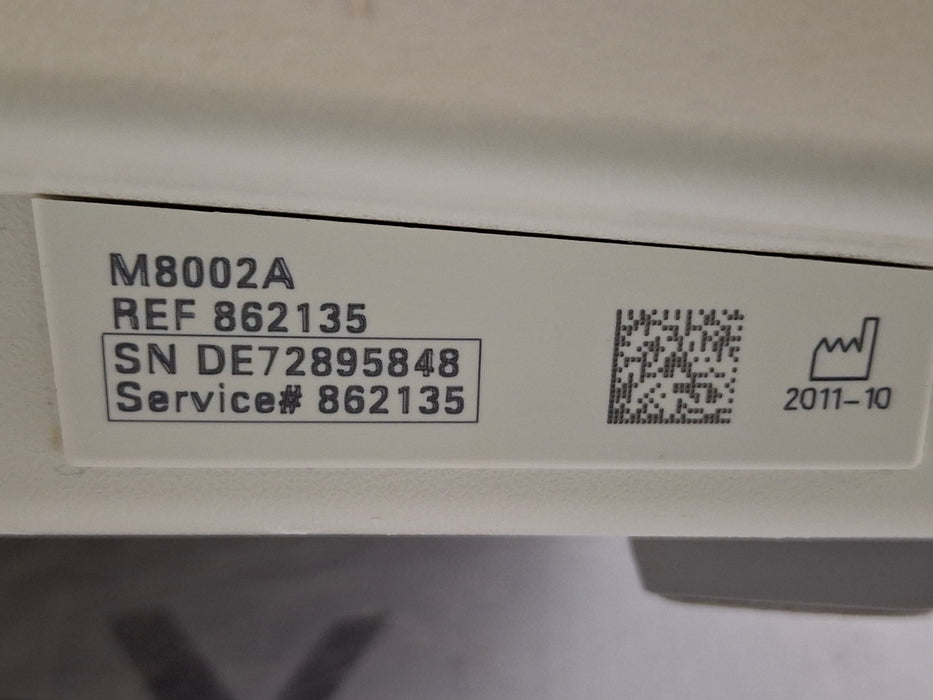 M8002A
REF 862135
SN DE72895848
Service# 862135
2011-10